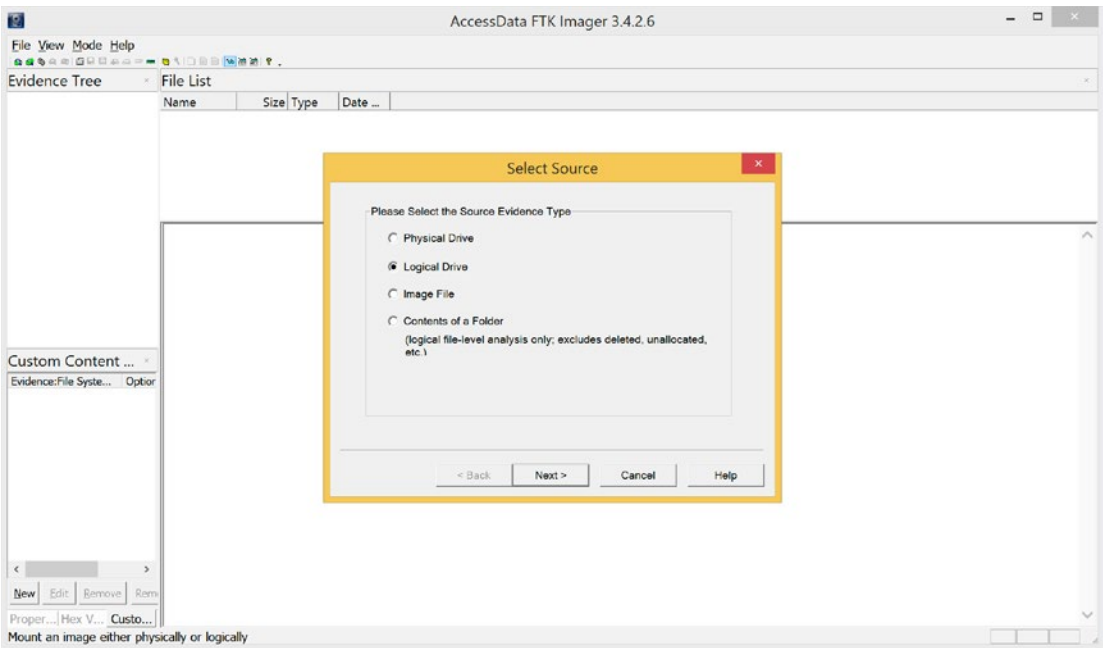 AccessData FTK Imager 3.4.2.6
File View Mode Help
Evidence Tree
File List
Name Size Type Date ...
Select Source
Please Select the Source Evidence Type
Physical Drive
Logical Drive
Image File
Contents of a Folder
(logical file-level analysis only; excludes deleted, unallocated,
etc.)
< Back Next > Cancel Help
Custom Content ...
Evidence:File Syste... Option
New Edit Remove Rem
Proper... Hex V... Custo...
Mount an image either physically or logically